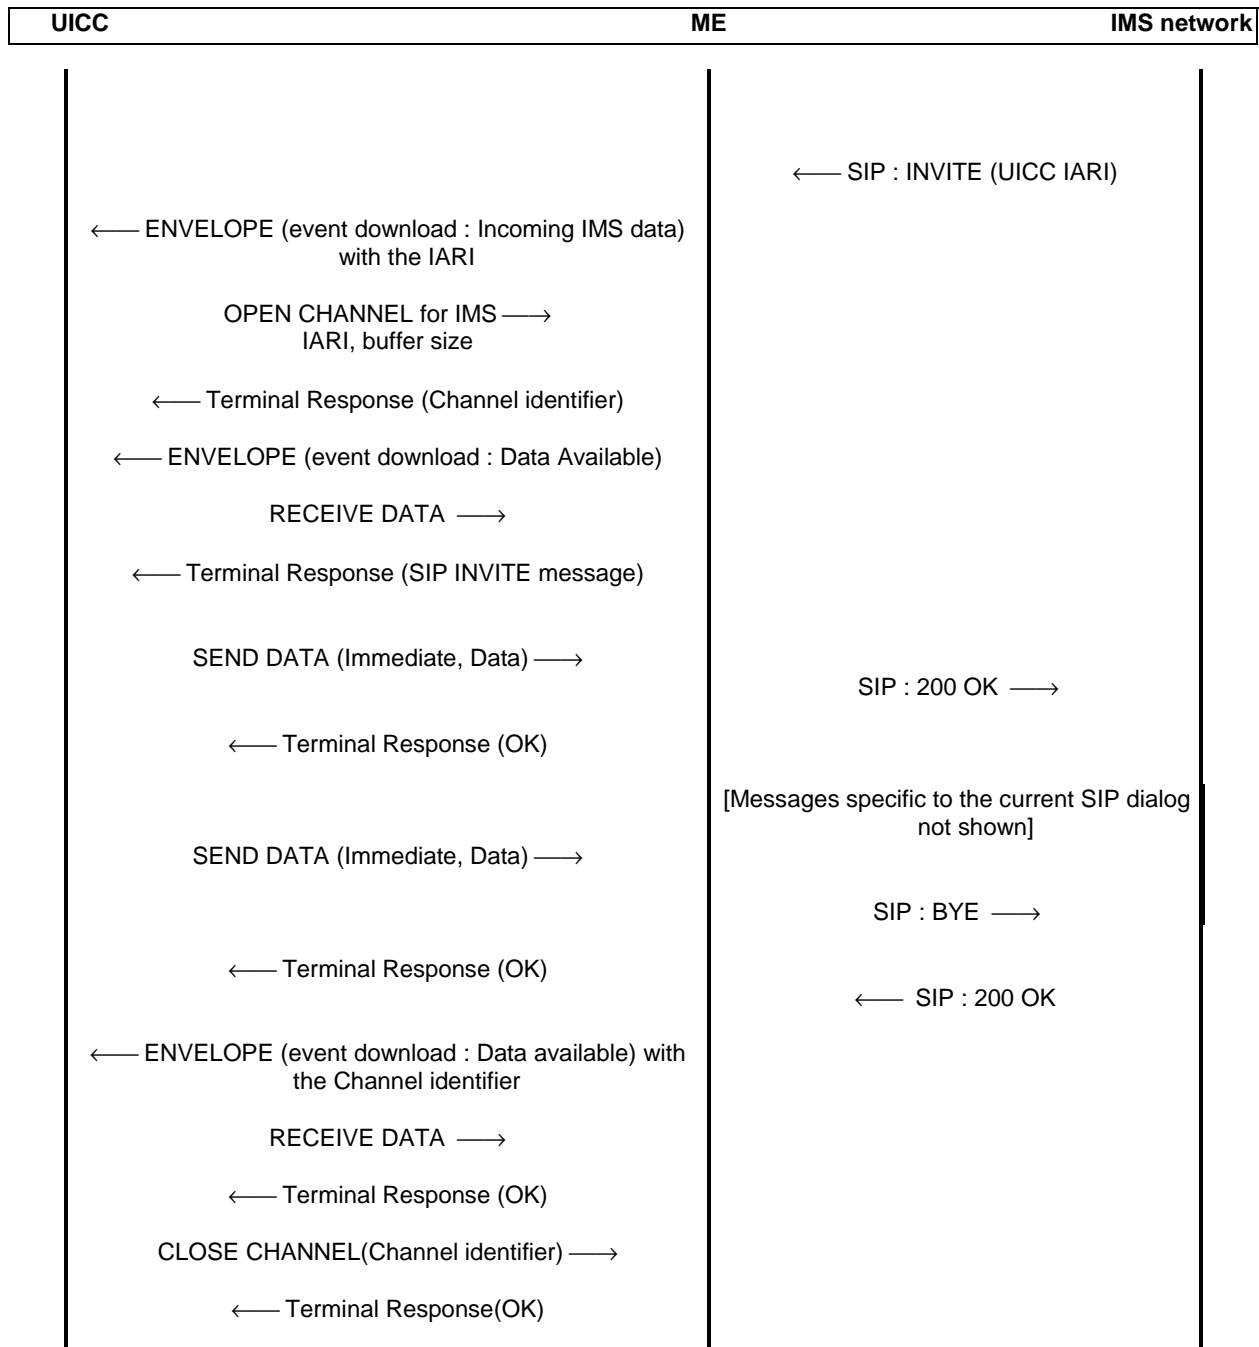 UICC ME IMS network
← SIP : INVITE (UICC IARI)
← ENVELOPE (event download : Incoming IMS data)
with the IARI
OPEN CHANNEL for IMS →
IARI, buffer size
← Terminal Response (Channel identifier)
← ENVELOPE (event download : Data Available)
RECEIVE DATA →
← Terminal Response (SIP INVITE message)
SEND DATA (Immediate, Data) →
SIP : 200 OK →
← Terminal Response (OK)
[Messages specific to the current SIP dialog
not shown]
SEND DATA (Immediate, Data) →
SIP : BYE →
← Terminal Response (OK)
← SIP : 200 OK
← ENVELOPE (event download : Data available) with
the Channel identifier
RECEIVE DATA →
← Terminal Response (OK)
CLOSE CHANNEL(Channel identifier) →
← Terminal Response(OK)